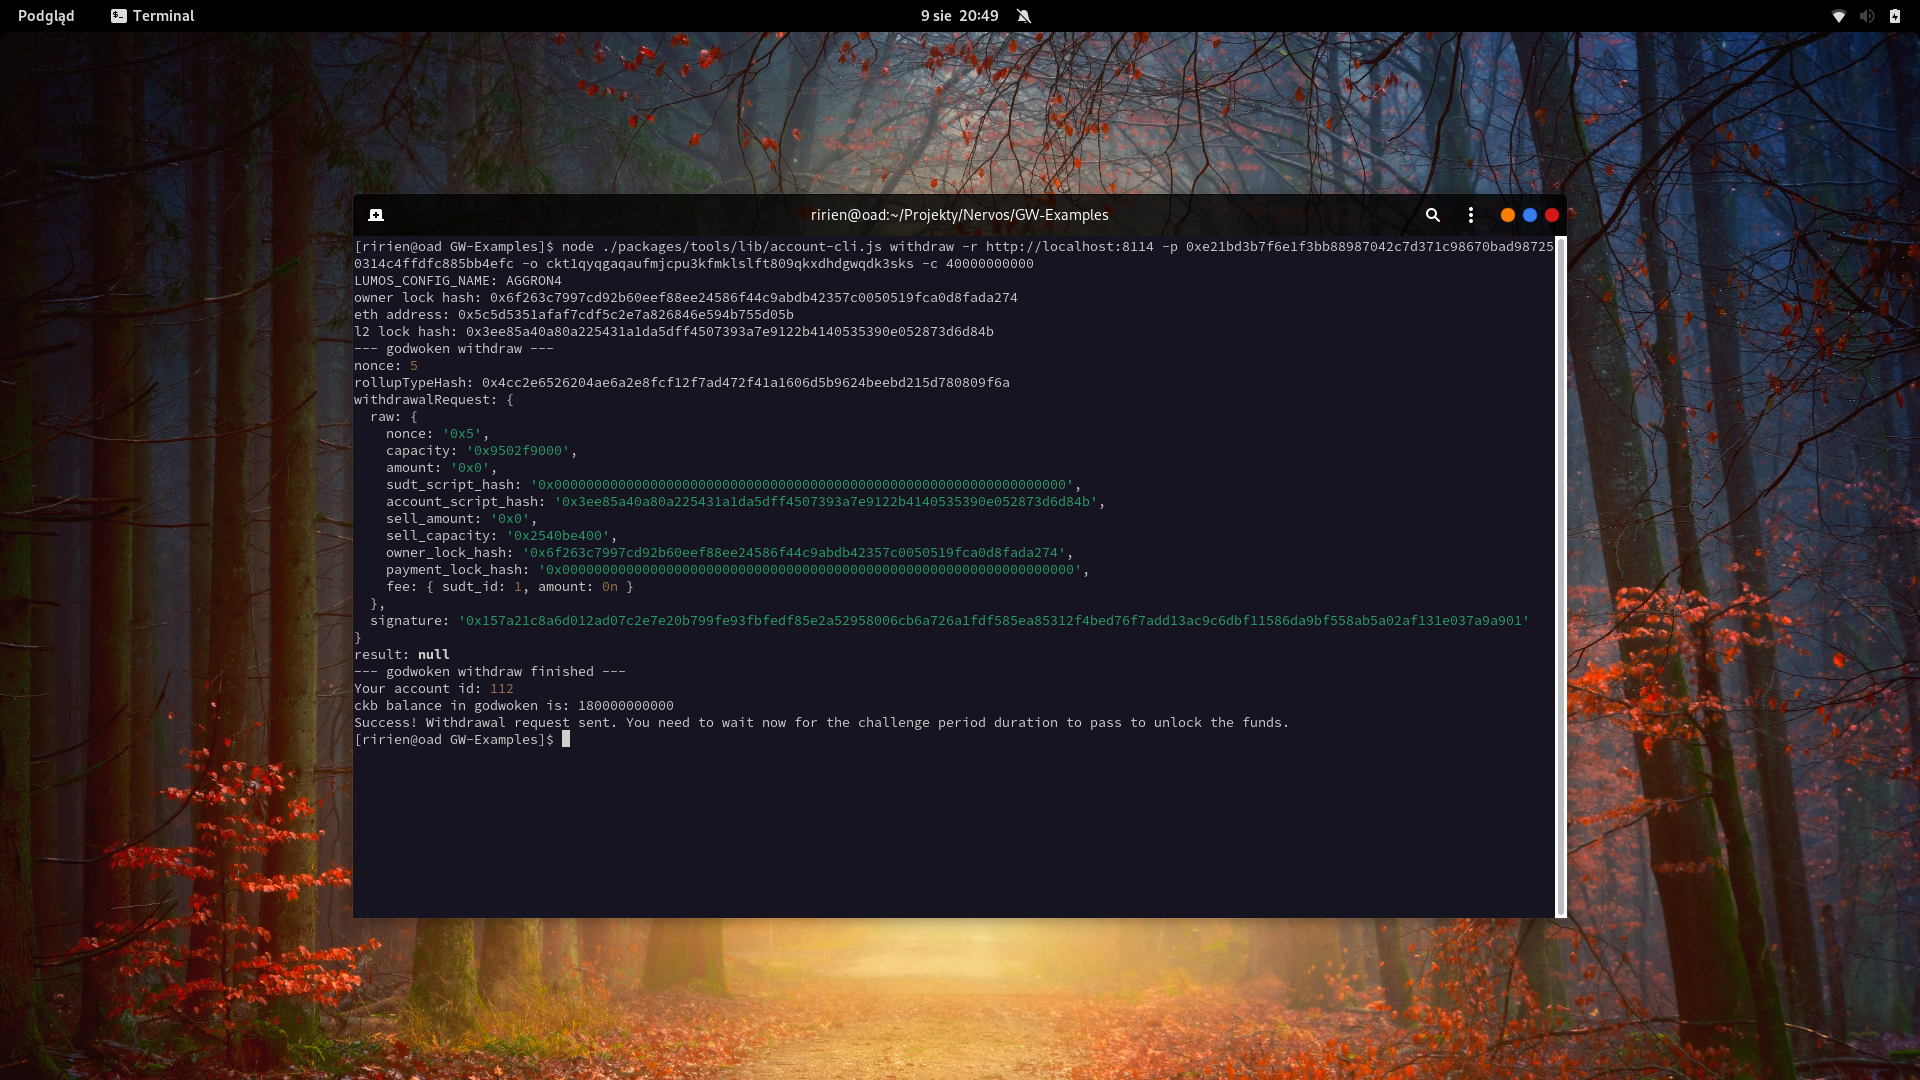 Podgląd Terminal 9 sie 20:49
ririen@oad:~/Projekty/Nervos/GW-Examples
[ririen@oad GW-Examples]$ node ./packages/tools/lib/account-cli.js withdraw -r http://localhost:8114 -p 0xe21bd3b7f6e1f3bb88987042c7d371c98670bad98725
0314c4ffdfc885bb4efc -o ckt1qyqgaqaufmjcpu3kfmklslft809qkxdhdgwqdk3sks -c 40000000000
LUMOS_CONFIG_NAME: AGGRON4
owner lock hash: 0x6f263c7997cd92b60eef88ee24586f44c9abdb42357c0050519fca0d8fada274
eth address: 0x5c5d5351afaf7cdf5c2e7a826846e594b755d05b
l2 lock hash: 0x3ee85a40a80a225431a1da5dff4507393a7e9122b4140535390e052873d6d84b
--- godwoken withdraw ---
nonce: 5
rollupTypeHash: 0x4cc2e6526204ae6a2e8fcf12f7ad472f41a1606d5b9624beebd215d780809f6a
withdrawalRequest: {
raw: {
nonce: '0x5',
capacity: '0x9502f9000',
amount: '0x0',
sudt_script_hash: '0x0000000000000000000000000000000000000000000000000000000000000000',
account_script_hash: '0x3ee85a40a80a225431a1da5dff4507393a7e9122b4140535390e052873d6d84b',
sell_amount: '0x0',
sell_capacity: '0x2540be400',
owner_lock_hash: '0x6f263c7997cd92b60eef88ee24586f44c9abdb42357c0050519fca0d8fada274',
payment_lock_hash: '0x0000000000000000000000000000000000000000000000000000000000000000',
fee: { sudt_id: 1, amount: 0n }
},
signature: '0x157a21c8a6d012ad07c2e7e20b799fe93fbfedf85e2a52958006cb6a726a1fdf585ea85312f4bed76f7add13ac9c6dbf11586da9bf558ab5a02af131e037a9a901'
}
result: null
--- godwoken withdraw finished ---
Your account id: 112
ckb balance in godwoken is: 180000000000
Success! Withdrawal request sent. You need to wait now for the challenge period duration to pass to unlock the funds.
[ririen@oad GW-Examples]$